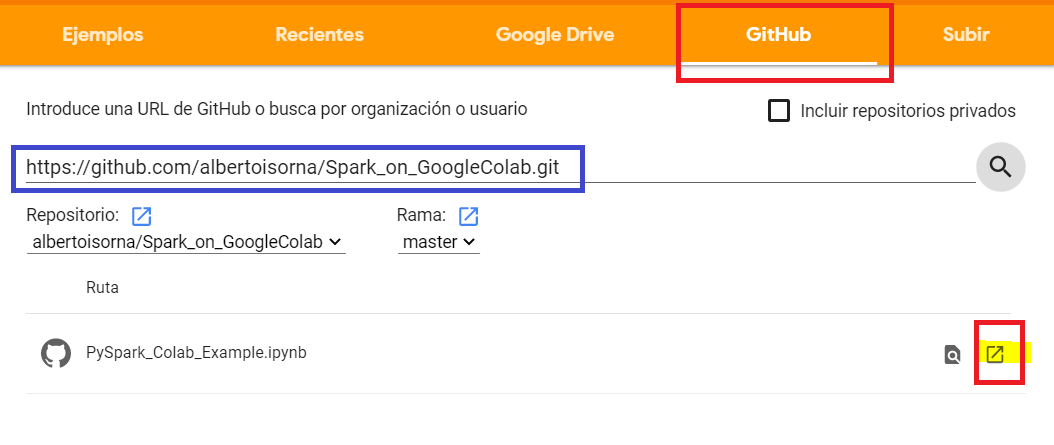 Ejemplos Recientes Google Drive GitHub Subir
Introduce una URL de GitHub o busca por organización o usuario Incluir repositorios privados
https://github.com/albertoisorna/Spark_on_GoogleColab.git
Repositorio: Rama:
albertoisorna/Spark_on_GoogleColab master
Ruta
PySpark_Colab_Example.ipynb